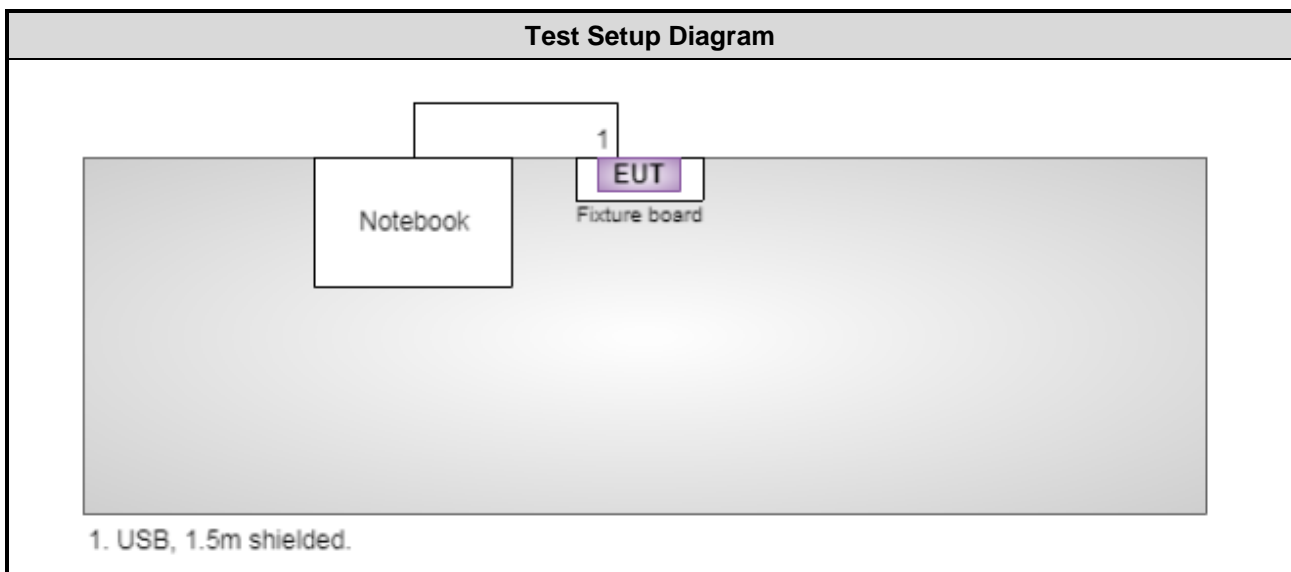 Test Setup Diagram
1
EUT
Notebook
Fixture board
1. USB, 1.5m shielded.